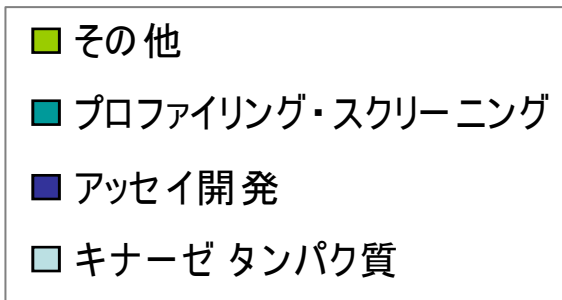 その他
プロファイリング・スクリーニング
アッセイ開発
キナーゼ タンパク質